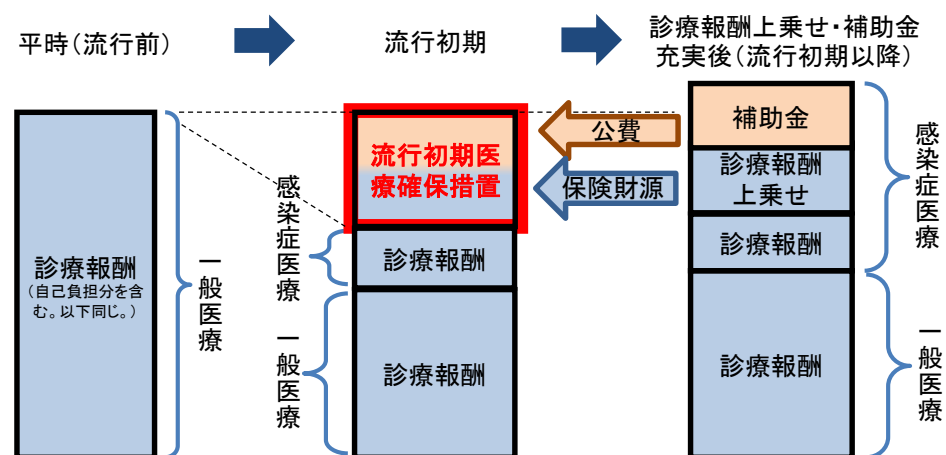 平時（流行前）
流行初期
診療報酬上乗せ・補助金
充実後（流行初期以降）
診療報酬
（自己負担分を含
む。以下同じ。）
一般医療
流行初期医
療確保措置
感染症医療
診療報酬
一般医療
診療報酬
公費
保険財源
補助金
診療報酬
上乗せ
診療報酬
感染症医療
診療報酬
一般医療